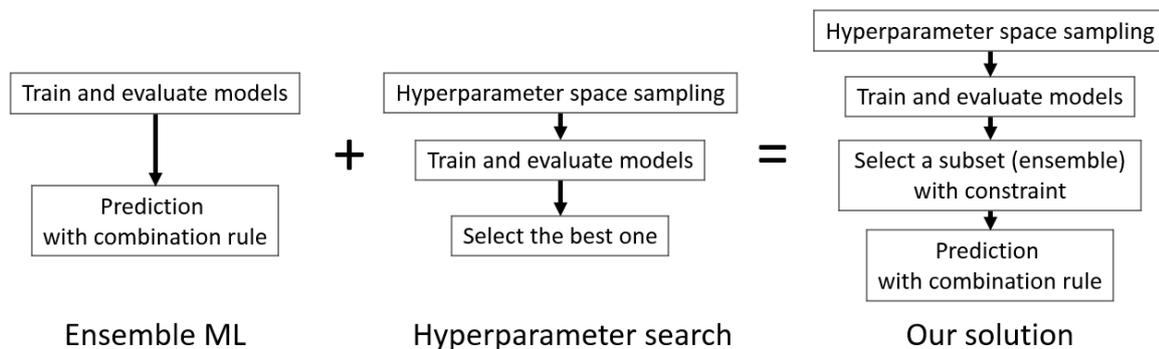 Train and evaluate models
Prediction
with combination rule
Ensemble ML
+
Hyperparameter space sampling
Train and evaluate models
Select the best one
Hyperparameter search
=
Hyperparameter space sampling
Train and evaluate models
Select a subset (ensemble)
with constraint
Prediction
with combination rule
Our solution